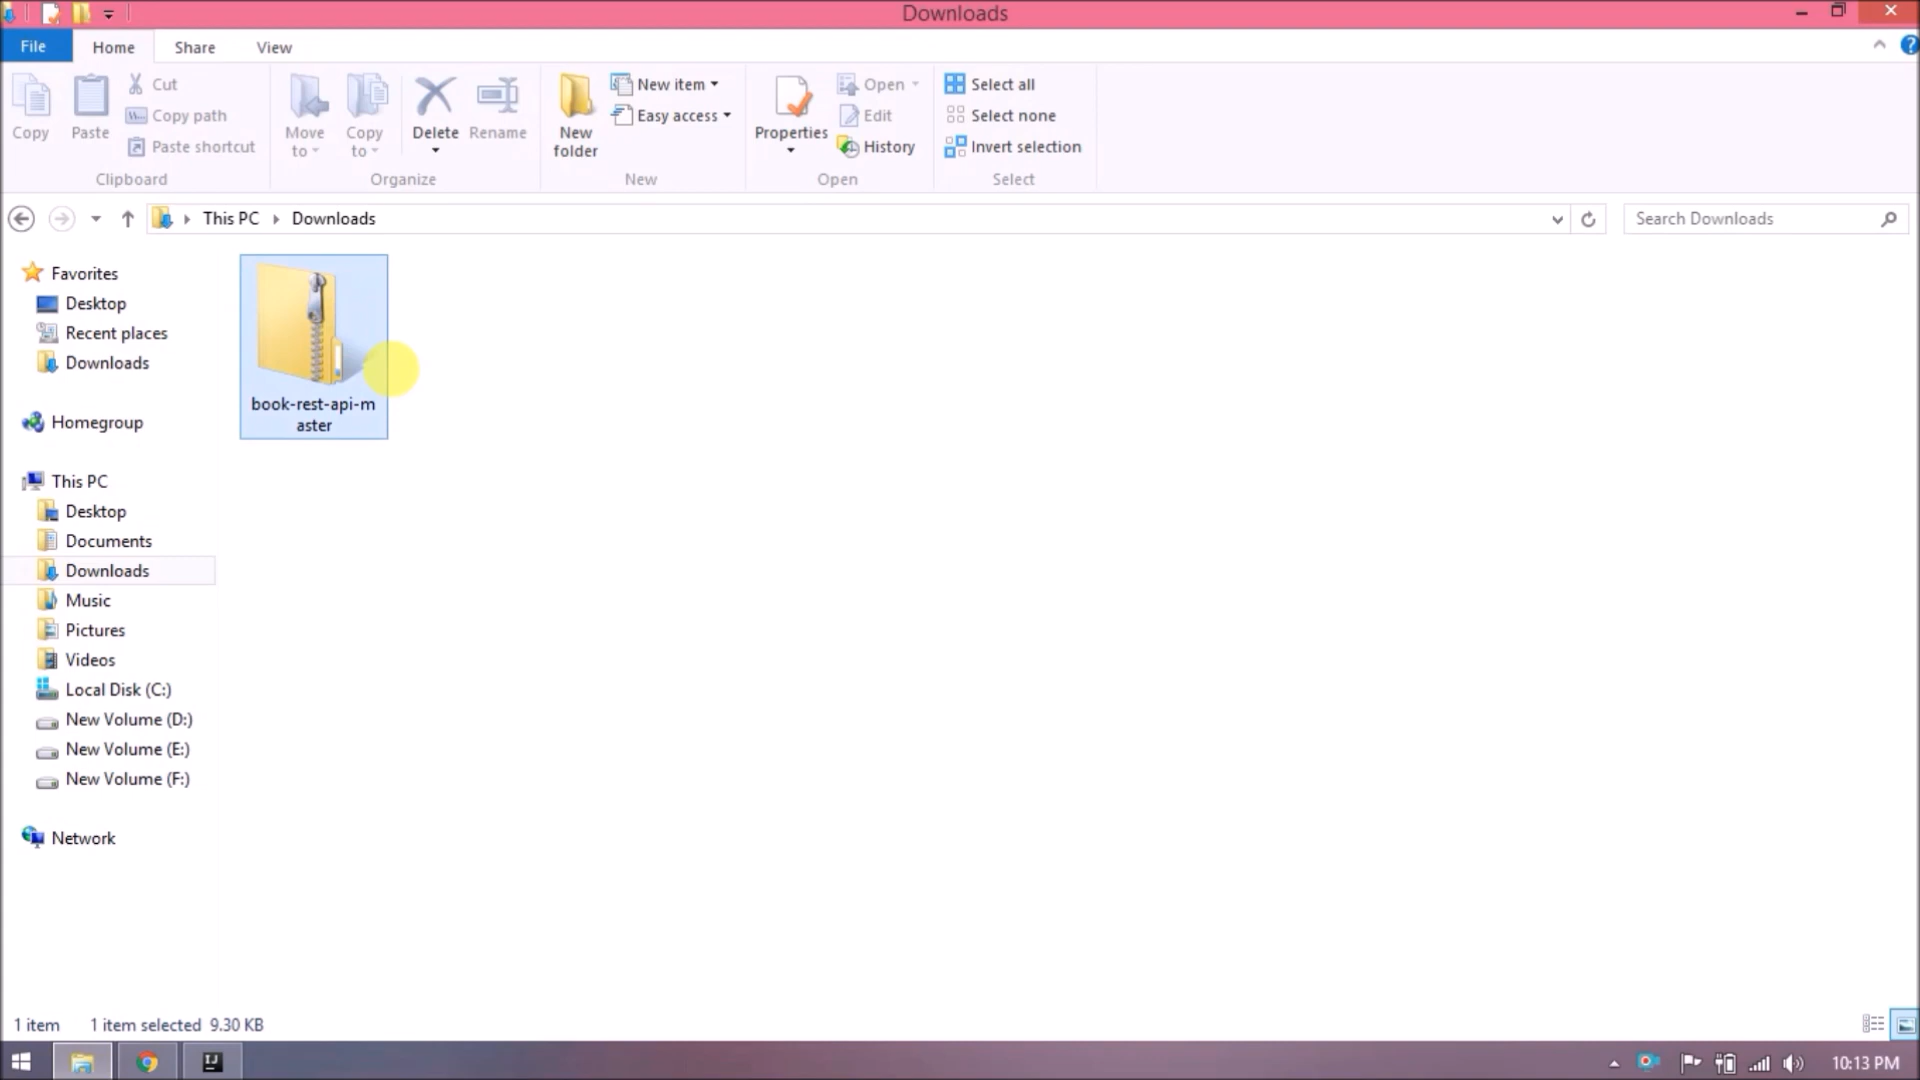 Downloads
File Home Share View
Copy
Paste
Cut
Copy path
Paste shortcut
Clipboard
Move to
Copy to
Delete
Rename
Organize
New folder
New item
Easy access
New
Properties
Open
Edit
History
Open
Select all
Select none
Invert selection
Select
This PC Downloads
Search Downloads
Favorites
Desktop
Recent places
Downloads
Homegroup
This PC
Desktop
Documents
Downloads
Music
Pictures
Videos
Local Disk (C:)
New Volume (D:)
New Volume (E:)
New Volume (F:)
Network
book-rest-api-m
aster
1 item 1 item selected 9.30 KB
IJ
10:13 PM